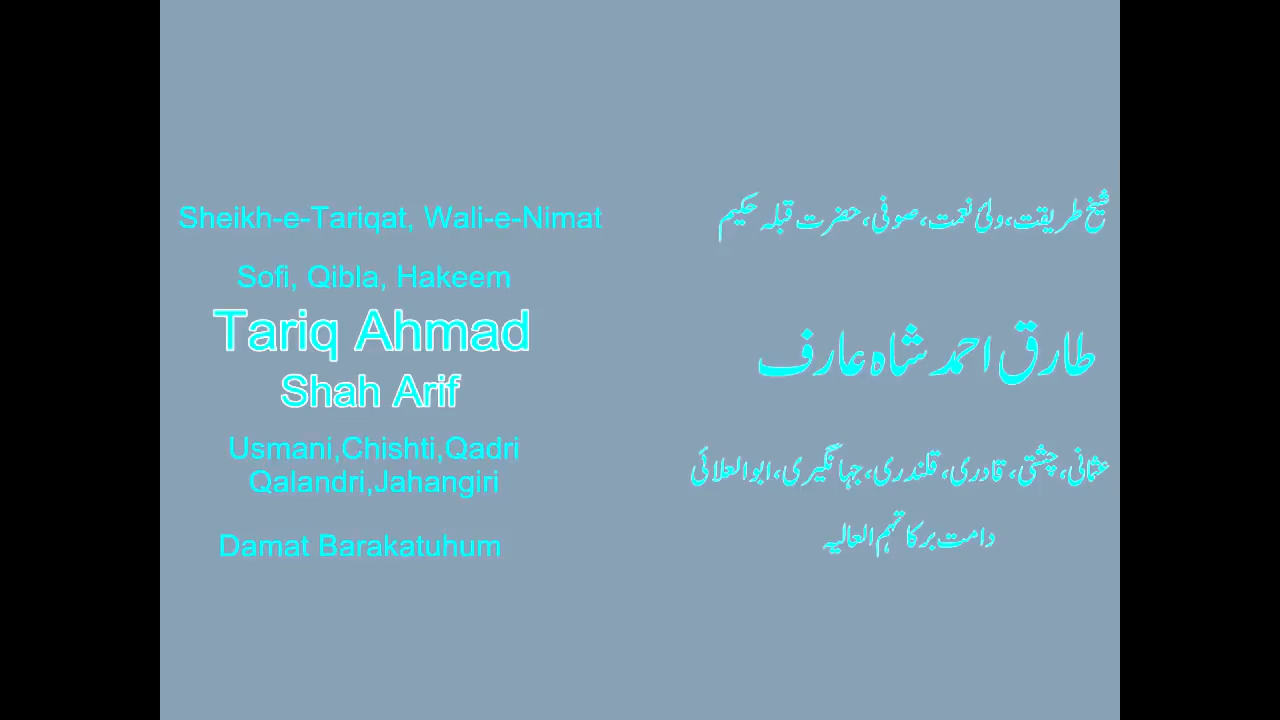 Sheikh-e-Tariqat, Wali-e-Nimat
Sofi, Qibla, Hakeem
Tariq Ahmad
Shah Arif
Usmani,Chishti,Qadri
Qalandri,Jahangiri
Damat Barakatuhum
شیخ طریقت،ولیٔ نعمت،صوفی،حضرت قبلہ حکیم
طارق احمد شاہ عارف
عثمانی،چشتی،قادری،قلندری،جہانگیری،ابوالعلائی
دامت برکاتہم العالیہ